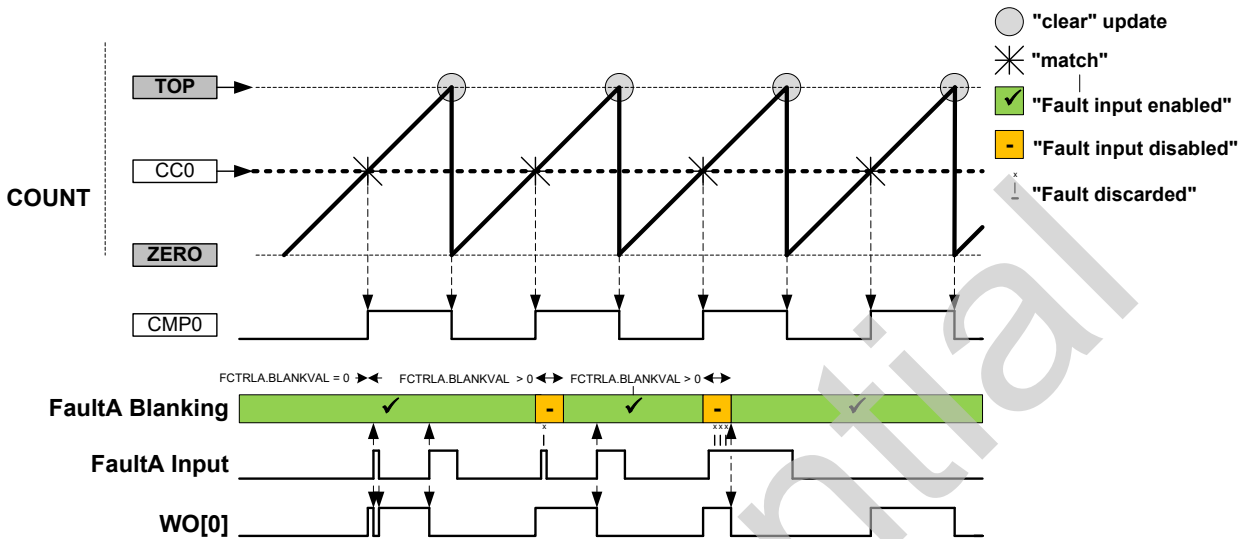 "clear" update
"match"
TOP
"Fault input enabled"
CC0
- "Fault input disabled"
COUNT
x
"Fault discarded"
ZERO
CMP0
FCTRLA.BLANKVAL = 0 FCTRLA.BLANKVAL > 0 FCTRLA.BLANKVAL > 0
FaultA Blanking - -
x x x x
FaultA Input
WO[0]
ntial